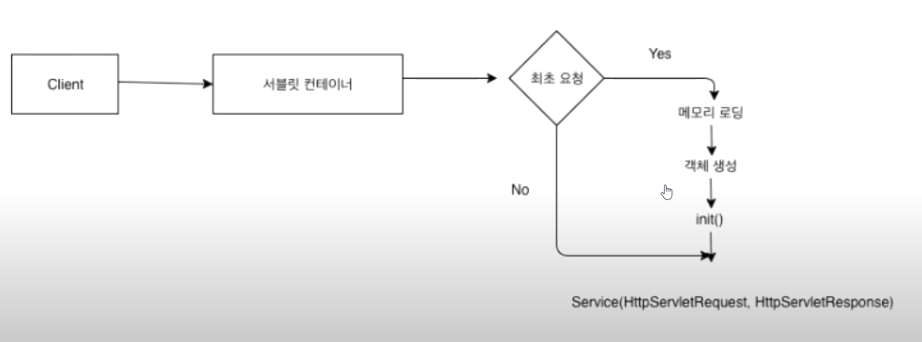 Client
서블릿 컨테이너
최초 요청
Yes
메모리 로딩
객체 생성
No
init()
Service(HttpServletRequest, HttpServletResponse)